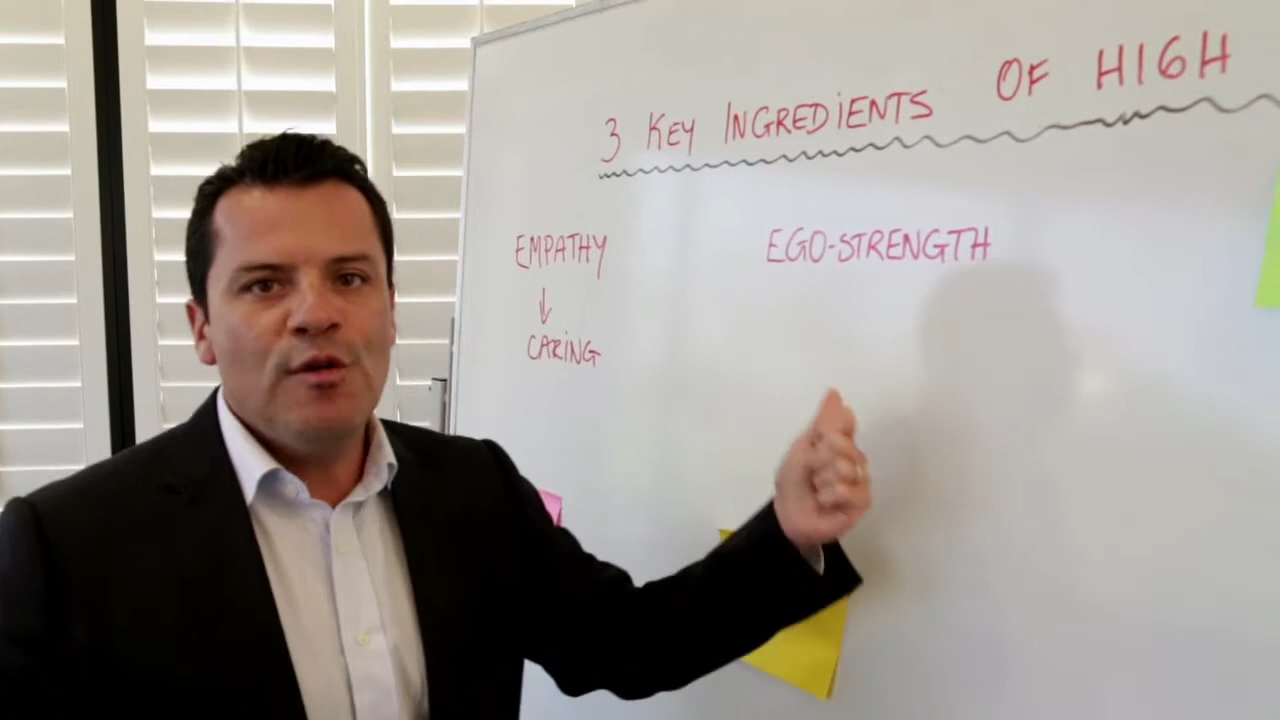 3 KEY INGREDIENTS OF HIGH
EMPATHY
EGO-STRENGTH
↓
CARING